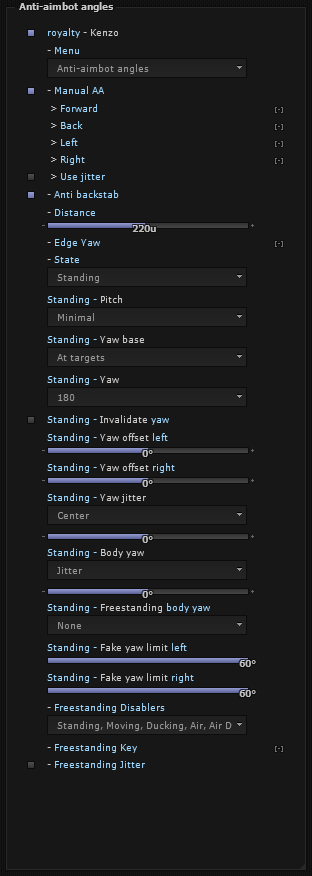 Anti-aimbot angles
royalty - Kenzo
- Menu
Anti-aimbot angles
- Manual AA
> Forward [-]
> Back [-]
> Left [-]
> Right [-]
> Use jitter
- Anti backstab
- Distance
- 220u +
- Edge Yaw [-]
- State
Standing
Standing - Pitch
Minimal
Standing - Yaw base
At targets
Standing - Yaw
180
Standing - Invalidate yaw
Standing - Yaw offset left
- 0° +
Standing - Yaw offset right
- 0° +
Standing - Yaw jitter
Center
- 0° +
Standing - Body yaw
Jitter
- 0° +
Standing - Freestanding body yaw
None
Standing - Fake yaw limit left
- 60°
Standing - Fake yaw limit right
- 60°
- Freestanding Disablers
Standing, Moving, Ducking, Air, Air D
- Freestanding Key [-]
- Freestanding Jitter